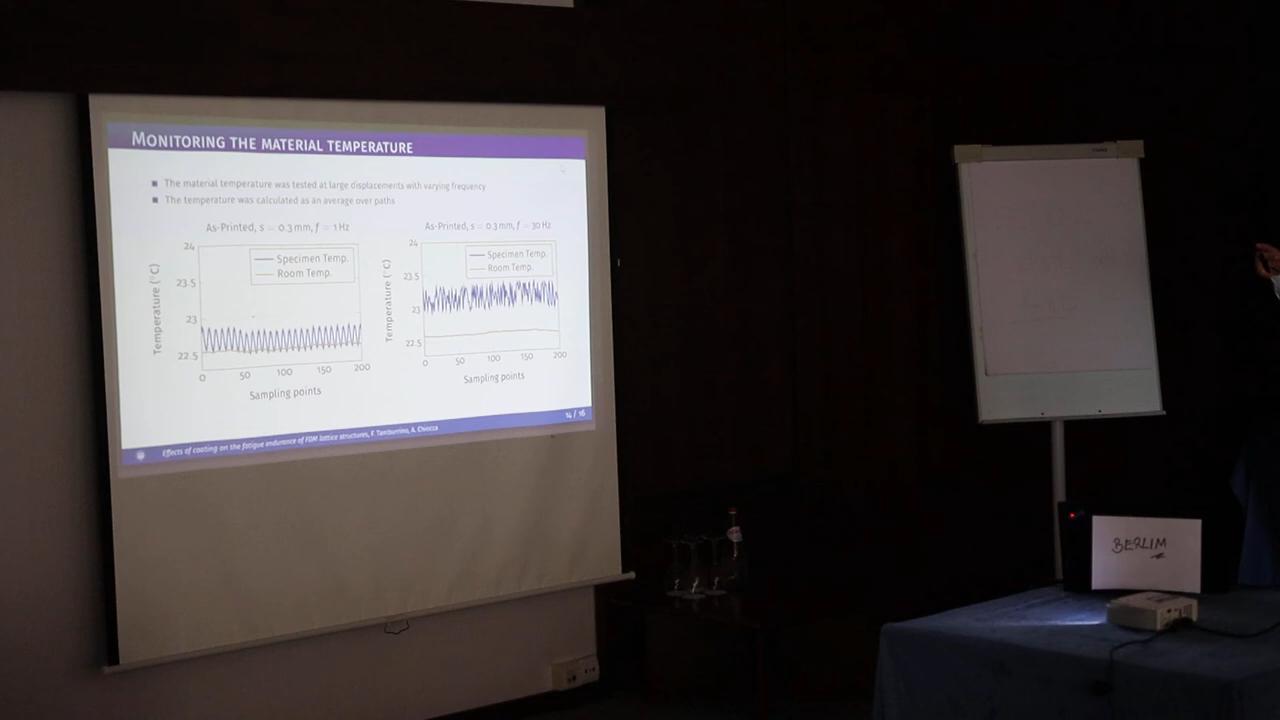 MONITORING THE MATERIAL TEMPERATURE
The material temperature was tested at large displacements with varying frequency
The temperature was calculated as an average over paths
As-Printed, s = 0.3 mm, f = 1 Hz
24
23.5
23
22.5
Temperature (°C)
Specimen Temp.
Room Temp.
0 50 100 150 200
Sampling points
As-Printed, s = 0.3 mm, f = 30 Hz
24
23.5
23
22.5
Temperature (°C)
Specimen Temp.
Room Temp.
0 50 100 150 200
Sampling points
14 / 16
Effects of coating on the fatigue endurance of FDM lattice structures, F. Tamburrino, A. Chiocca
BERLIM